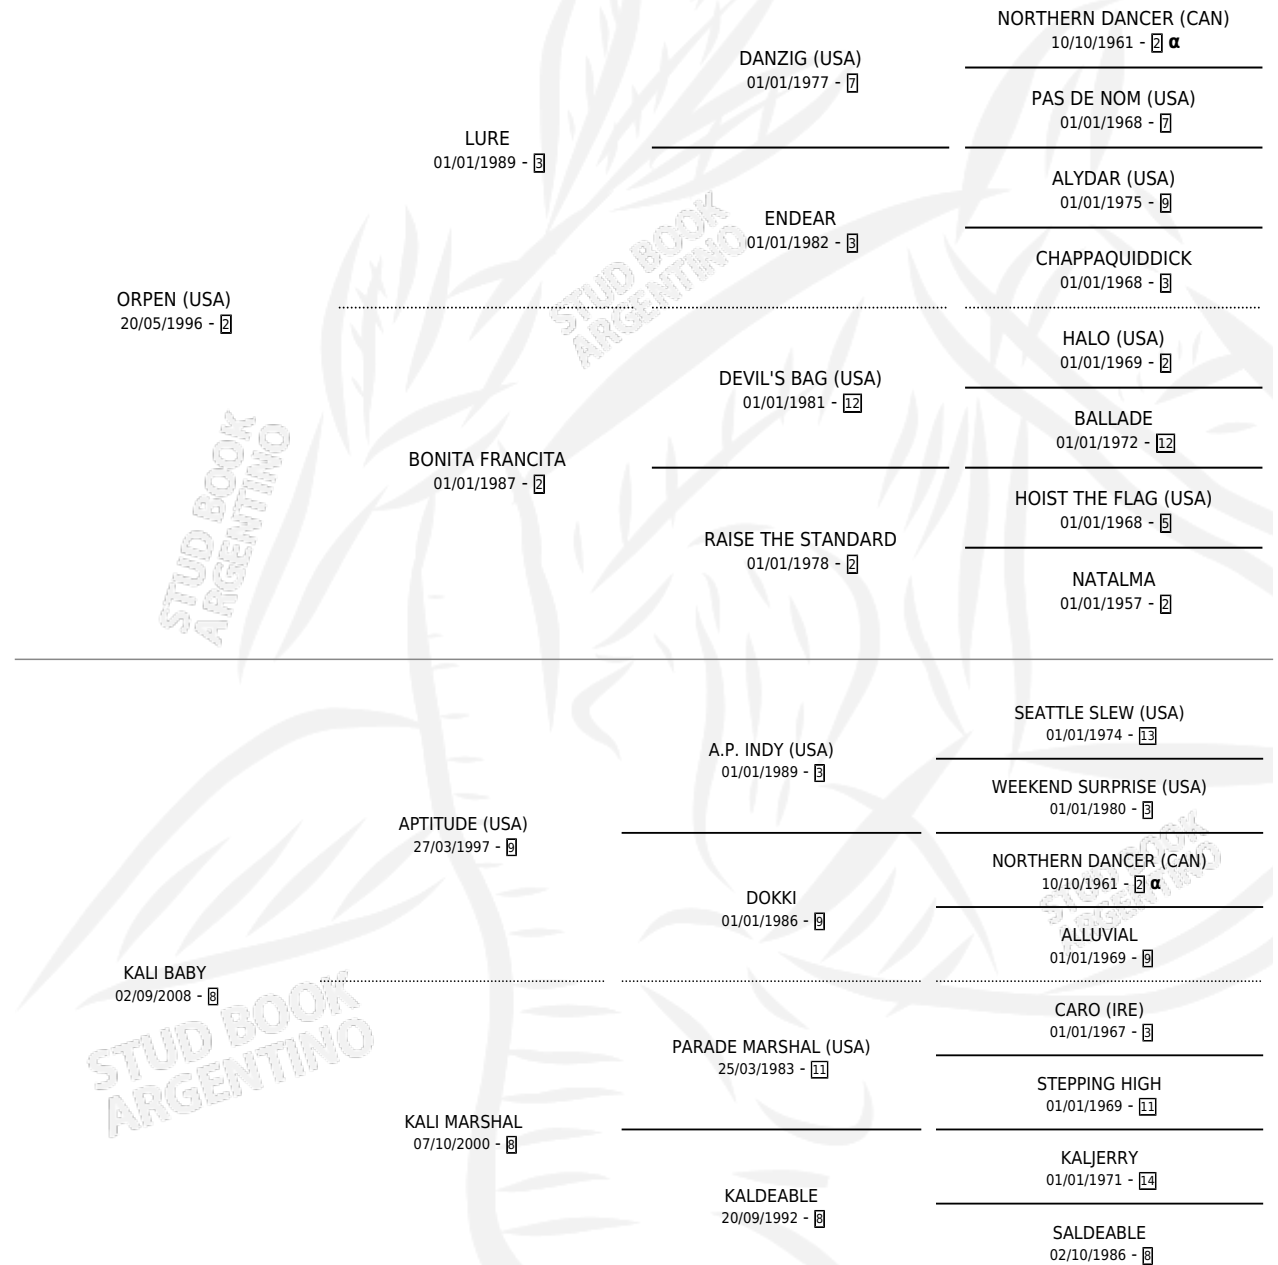 NORTHERN DANCER (CAN)
10/10/1961 - 2 α
DANZIG (USA)
01/01/1977 - 7
PAS DE NOM (USA)
01/01/1968 - 7
LURE
01/01/1989 - 3
ALYDAR (USA)
01/01/1975 - 9
ENDEAR
01/01/1982 - 3
CHAPPAQUIDDICK
01/01/1968 - 3
ORPEN (USA)
20/05/1996 - 2
HALO (USA)
01/01/1969 - 2
DEVIL'S BAG (USA)
01/01/1981 - 12
BALLADE
01/01/1972 - 12
BONITA FRANCITA
01/01/1987 - 2
HOIST THE FLAG (USA)
01/01/1968 - 5
RAISE THE STANDARD
01/01/1978 - 2
NATALMA
01/01/1957 - 2
SEATTLE SLEW (USA)
01/01/1974 - 13
A.P. INDY (USA)
01/01/1989 - 3
WEEKEND SURPRISE (USA)
01/01/1980 - 3
APTITUDE (USA)
27/03/1997 - 9
NORTHERN DANCER (CAN)
10/10/1961 - 2 α
DOKKI
01/01/1986 - 9
ALLUVIAL
01/01/1969 - 9
KALI BABY
02/09/2008 - 8
CARO (IRE)
01/01/1967 - 3
PARADE MARSHAL (USA)
25/03/1983 - 11
STEPPING HIGH
01/01/1969 - 11
KALI MARSHAL
07/10/2000 - 8
KALJERRY
01/01/1971 - 14
KALDEABLE
20/09/1992 - 8
SALDEABLE
02/10/1986 - 8
STUD BOOK
ARGENTINO
STUD BOOK
ARGENTINO
STUD BOOK
ARGENTINO
STUD BOOK
ARGENTINO